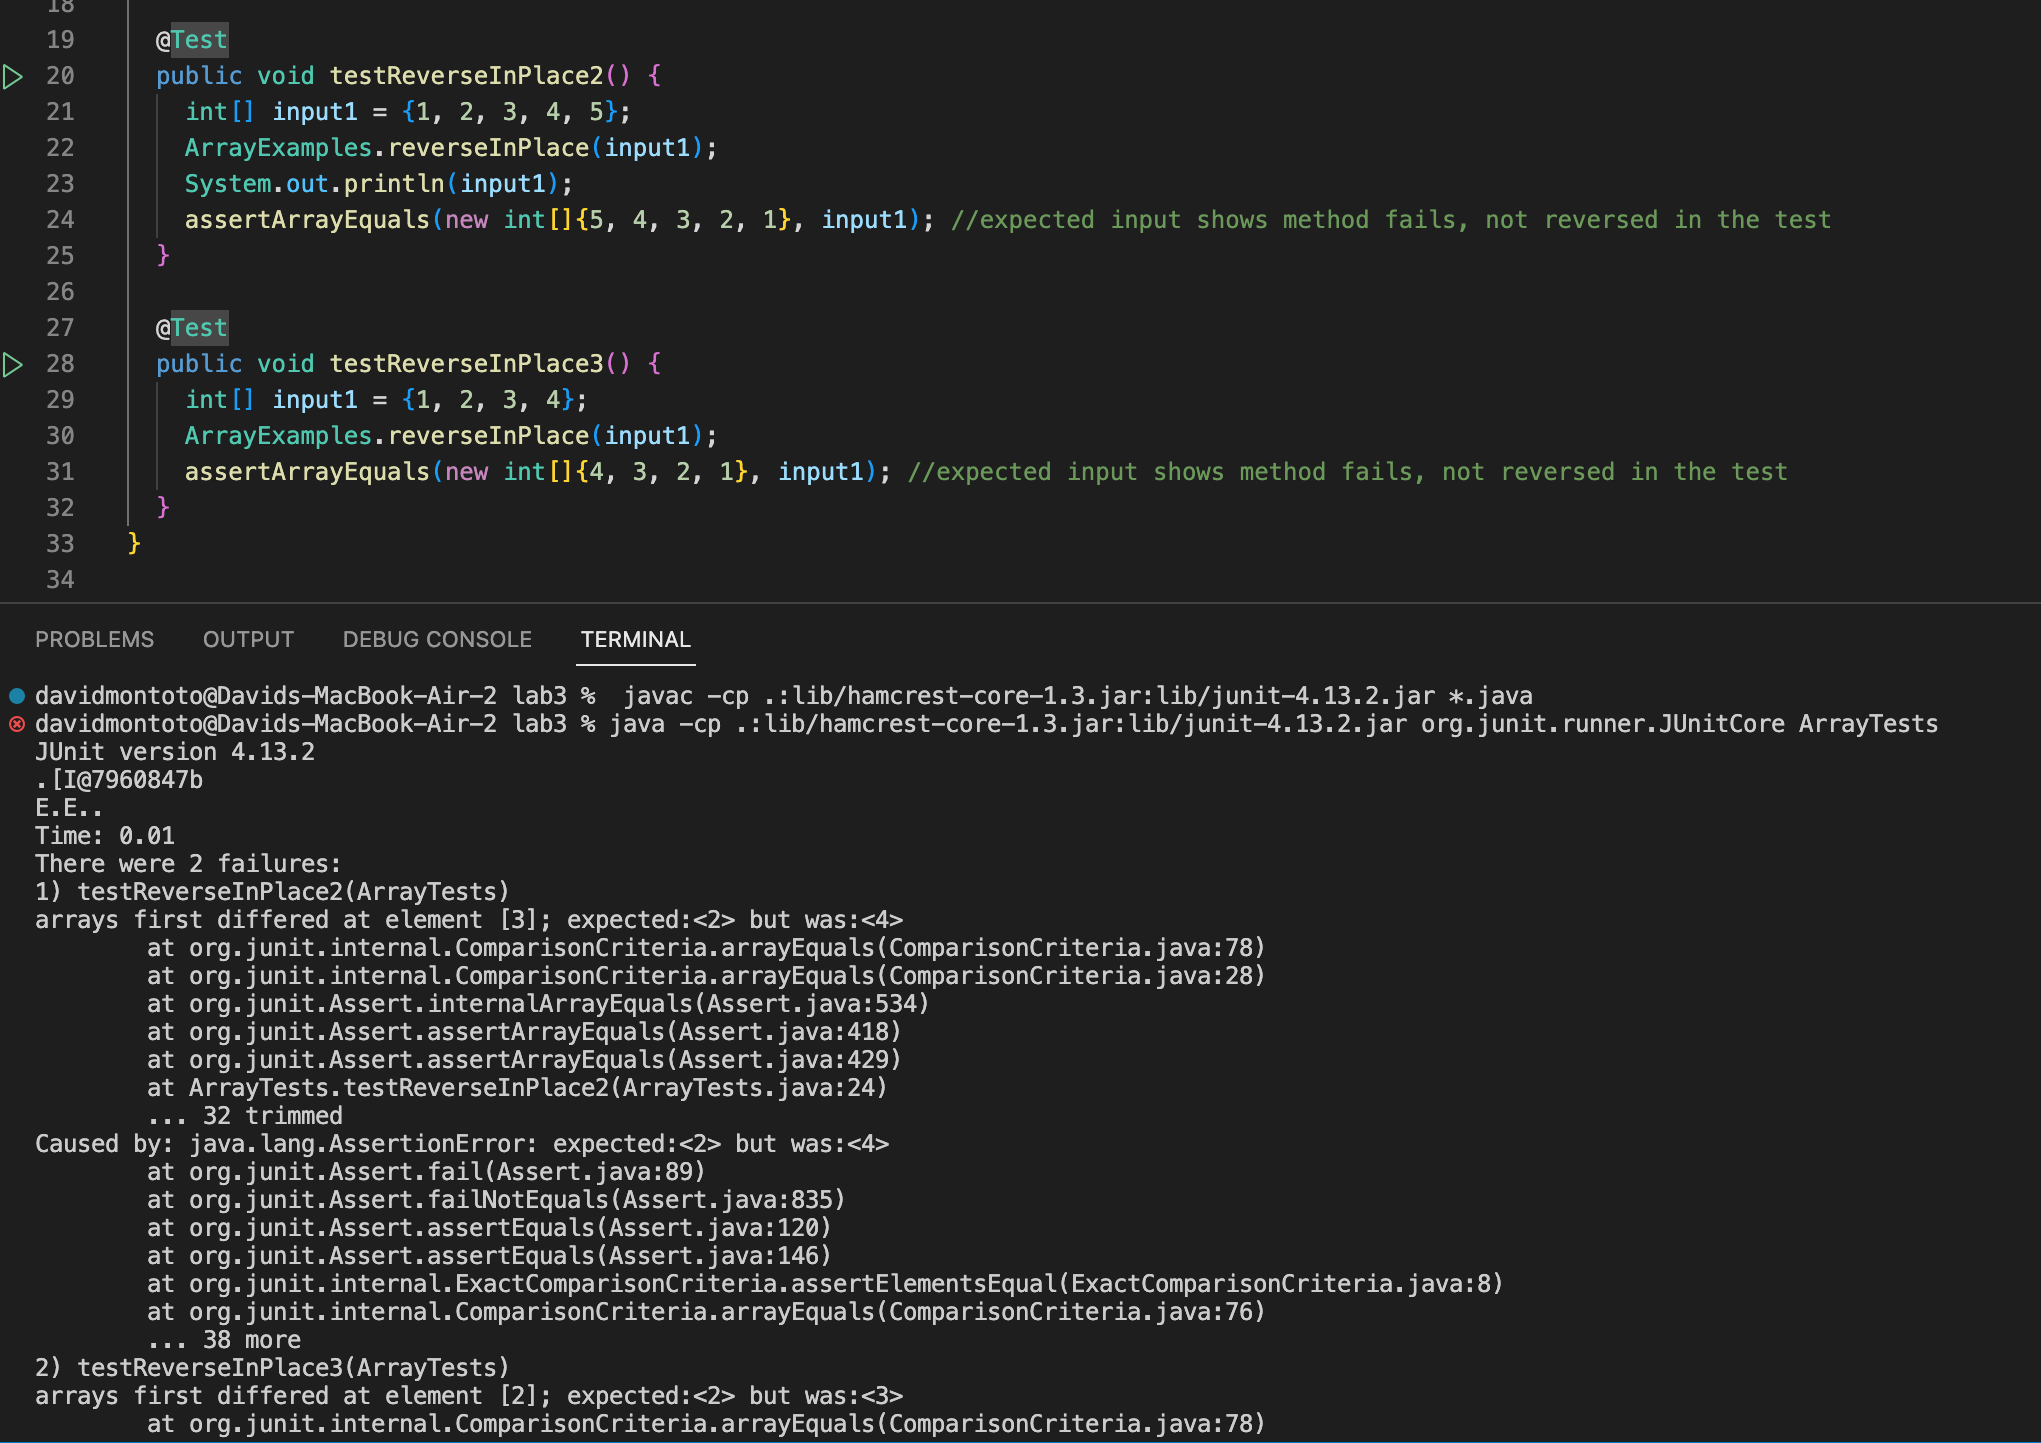 18
19 @Test
20 public void testReverseInPlace2() {
21 int[] input1 = {1, 2, 3, 4, 5};
22 ArrayExamples.reverseInPlace(input1);
23 System.out.println(input1);
24 assertArrayEquals(new int[]{5, 4, 3, 2, 1}, input1); //expected input shows method fails, not reversed in the test
25 }
26
27 @Test
28 public void testReverseInPlace3() {
29 int[] input1 = {1, 2, 3, 4};
30 ArrayExamples.reverseInPlace(input1);
31 assertArrayEquals(new int[]{4, 3, 2, 1}, input1); //expected input shows method fails, not reversed in the test
32 }
33 }
34
PROBLEMS OUTPUT DEBUG CONSOLE TERMINAL
davidmontoto@Davids-MacBook-Air-2 lab3 %  javac -cp .:lib/hamcrest-core-1.3.jar:lib/junit-4.13.2.jar *.java
davidmontoto@Davids-MacBook-Air-2 lab3 % java -cp .:lib/hamcrest-core-1.3.jar:lib/junit-4.13.2.jar org.junit.runner.JUnitCore ArrayTests
JUnit version 4.13.2
.[I@7960847b
E.E..
Time: 0.01
There were 2 failures:
1) testReverseInPlace2(ArrayTests)
arrays first differed at element [3]; expected:<2> but was:<4>
at org.junit.internal.ComparisonCriteria.arrayEquals(ComparisonCriteria.java:78)
at org.junit.internal.ComparisonCriteria.arrayEquals(ComparisonCriteria.java:28)
at org.junit.Assert.internalArrayEquals(Assert.java:534)
at org.junit.Assert.assertArrayEquals(Assert.java:418)
at org.junit.Assert.assertArrayEquals(Assert.java:429)
at ArrayTests.testReverseInPlace2(ArrayTests.java:24)
... 32 trimmed
Caused by: java.lang.AssertionError: expected:<2> but was:<4>
at org.junit.Assert.fail(Assert.java:89)
at org.junit.Assert.failNotEquals(Assert.java:835)
at org.junit.Assert.assertEquals(Assert.java:120)
at org.junit.Assert.assertEquals(Assert.java:146)
at org.junit.internal.ExactComparisonCriteria.assertElementsEqual(ExactComparisonCriteria.java:8)
at org.junit.internal.ComparisonCriteria.arrayEquals(ComparisonCriteria.java:76)
... 38 more
2) testReverseInPlace3(ArrayTests)
arrays first differed at element [2]; expected:<2> but was:<3>
at org.junit.internal.ComparisonCriteria.arrayEquals(ComparisonCriteria.java:78)